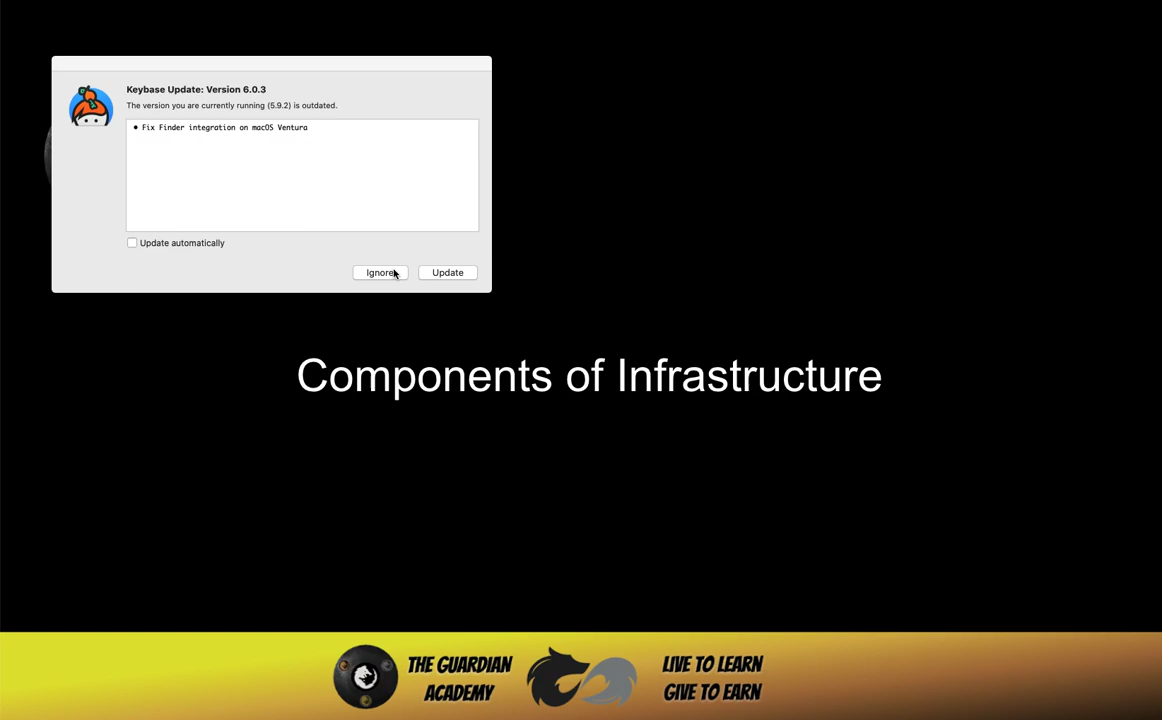 Keybase Update: Version 6.0.3
The version you are currently running (5.9.2) is outdated.
• Fix Finder integration on macOS Ventura
Update automatically
Ignore Update
Components of Infrastructure
THE GUARDIAN
ACADEMY
LIVE TO LEARN
GIVE TO EARN